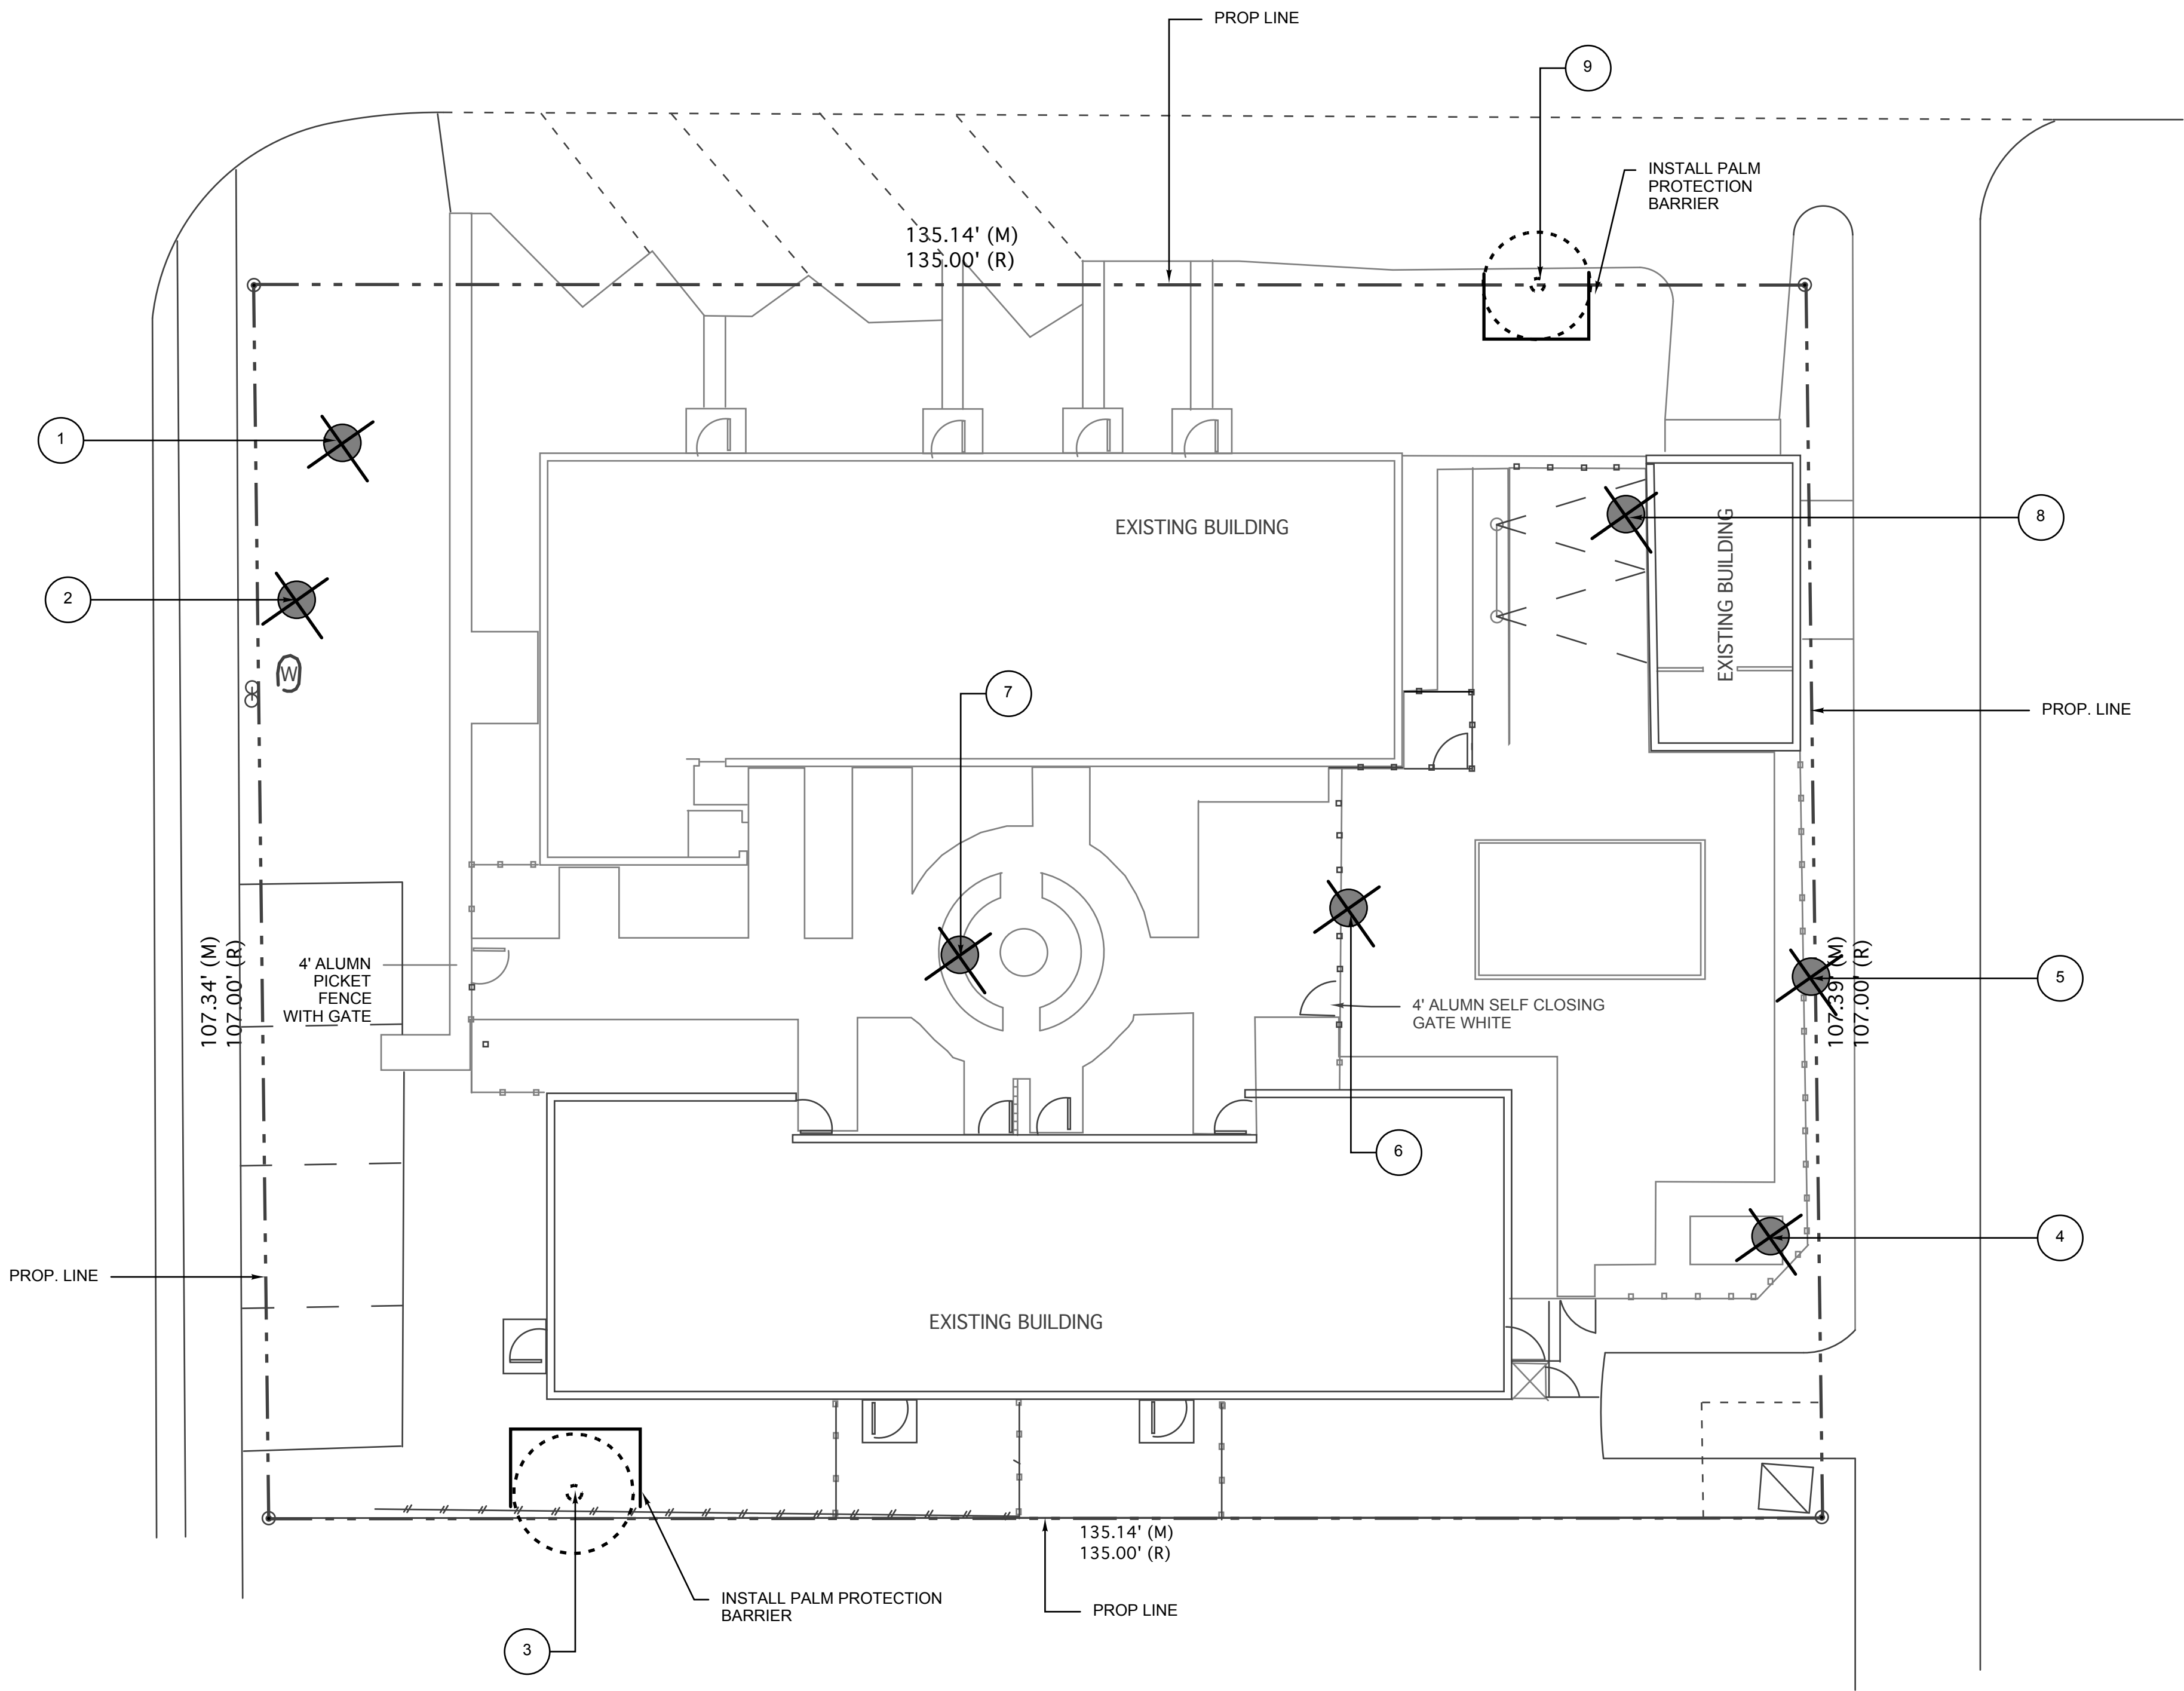 PROP LINE
9
INSTALL PALM
PROTECTION
BARRIER
135.14' (M)
135.00' (R)
1
EXISTING BUILDING
8
EXISTING BUILDING
2
W
7
PROP. LINE
107.34' (M)
107.00' (R)
4' ALUMN
PICKET
FENCE
WITH GATE
4' ALUMN SELF CLOSING
GATE WHITE
107.39' (M)
107.00' (R)
5
6
4
PROP. LINE
EXISTING BUILDING
135.14' (M)
135.00' (R)
INSTALL PALM PROTECTION
BARRIER
PROP LINE
3